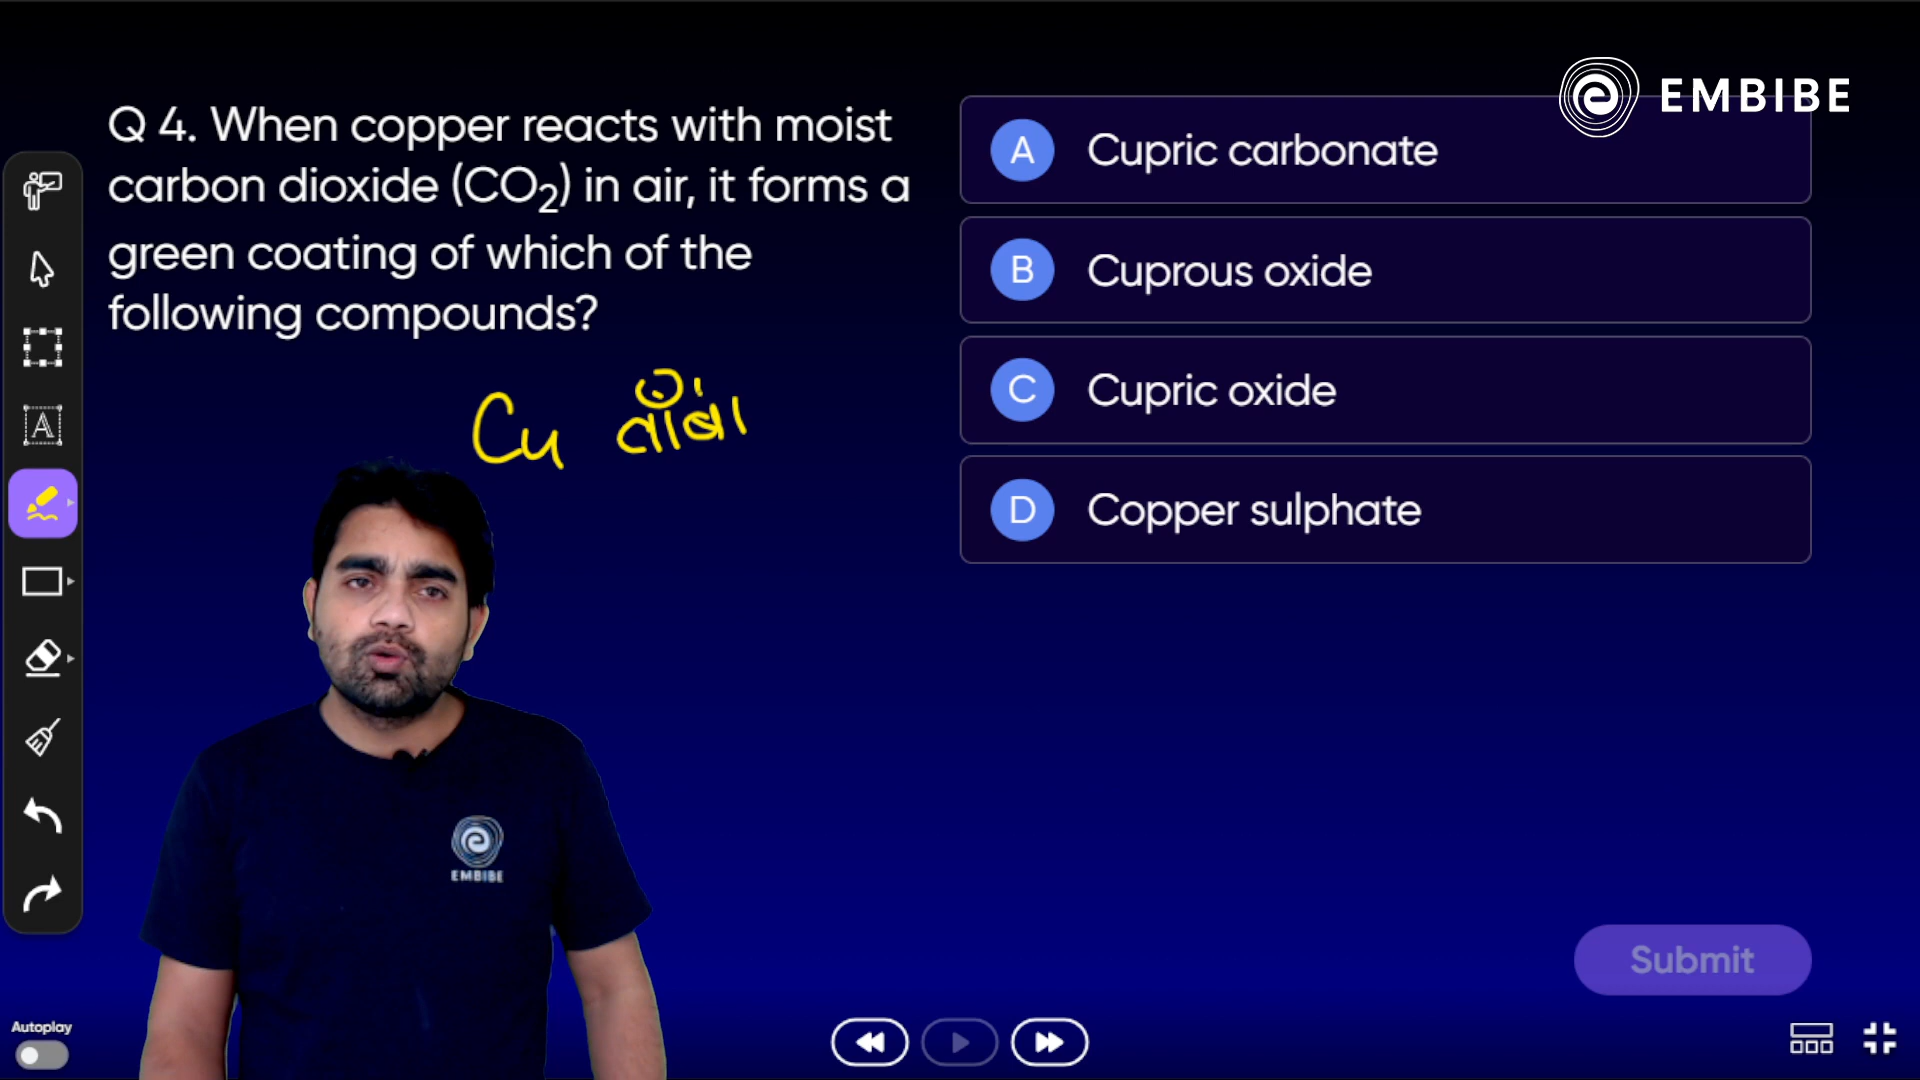 EMBIBE
Q 4. When copper reacts with moist
carbon dioxide (CO₂) in air, it forms a
green coating of which of the
following compounds?
A Cupric carbonate
B Cuprous oxide
C Cupric oxide
D Copper sulphate
Cu ताँबा
EMBIBE
Submit
Autoplay